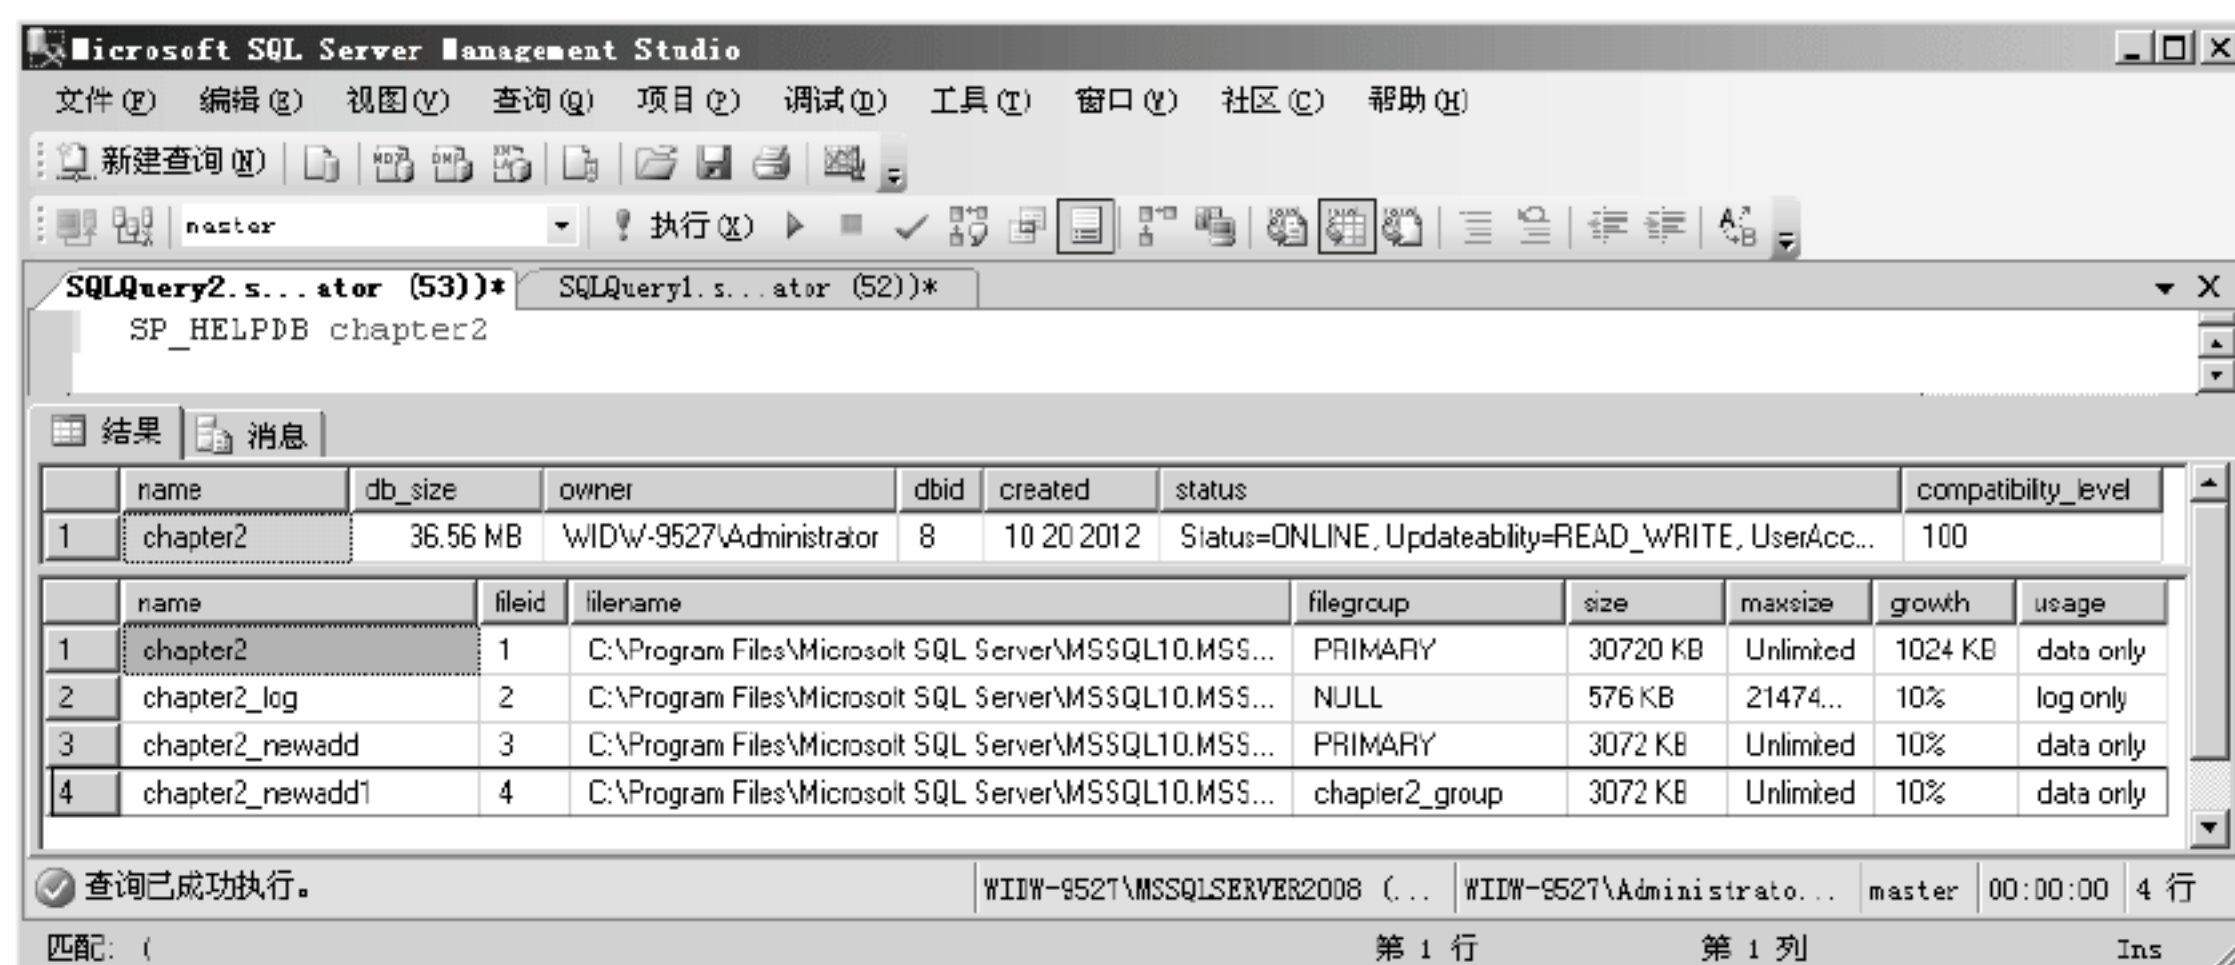 Microsoft SQL Server Management Studio
文件(F) 编辑(E) 视图(V) 查询(Q) 项目(P) 调试(D) 工具(T) 窗口(W) 社区(C) 帮助(H)
新建查询(N)
master 执行(X)
SQLQuery2.s...ator (53))* SQLQuery1.s...ator (52))*
SP_HELPDB chapter2
结果 消息
name db_size owner dbid created status compatibility_level
1 chapter2 36.56 MB WIDW-9527\Administrator 8 10 20 2012 Status=ONLINE, Updateability=READ_WRITE, UserAcc... 100
name fileid filename filegroup size maxsize growth usage
1 chapter2 1 C:\Program Files\Microsoft SQL Server\MSSQL10.MSS... PRIMARY 30720 KB Unlimited 1024 KB data only
2 chapter2_log 2 C:\Program Files\Microsoft SQL Server\MSSQL10.MSS... NULL 576 KB 21474... 10% log only
3 chapter2_newadd 3 C:\Program Files\Microsoft SQL Server\MSSQL10.MSS... PRIMARY 3072 KB Unlimited 10% data only
4 chapter2_newadd1 4 C:\Program Files\Microsoft SQL Server\MSSQL10.MSS... chapter2_group 3072 KB Unlimited 10% data only
查询已成功执行。 WIDW-9527\MSSQLSERVER2008 (... WIDW-9527\Administrato... master 00:00:00 4 行
匹配: ( 第 1 行 第 1 列 Ins